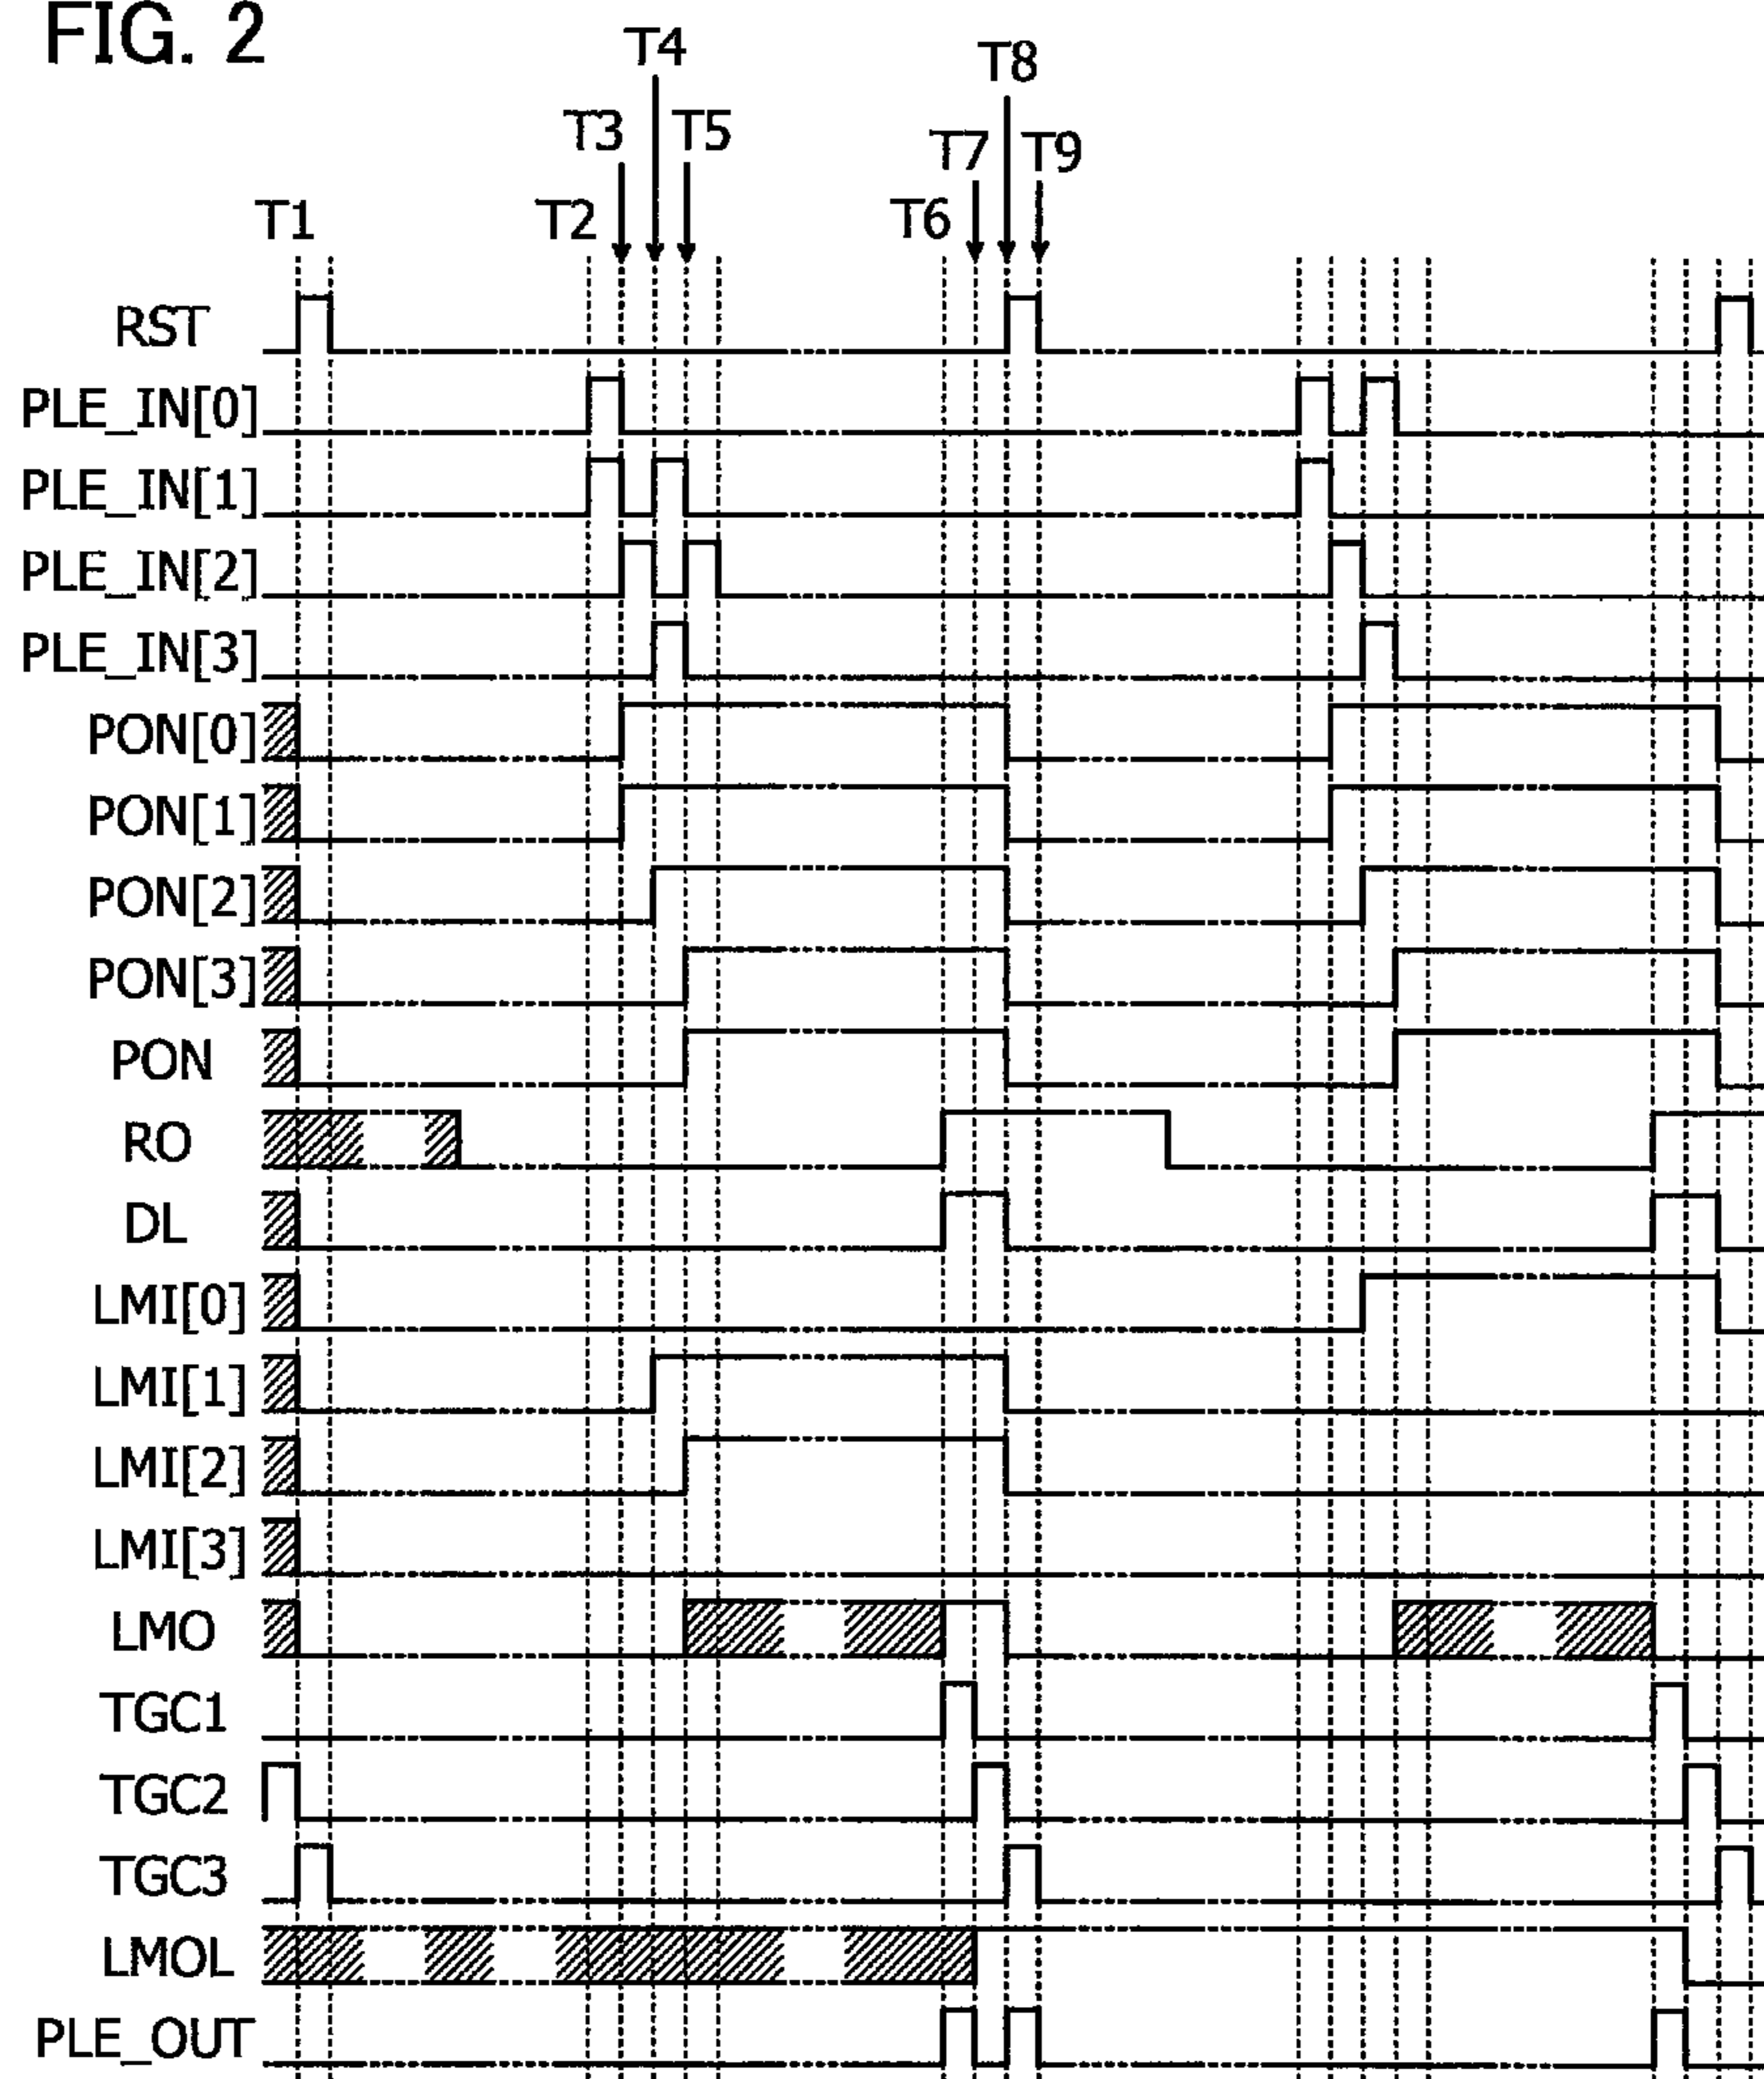 FIG. 2
T4
T8
T3
T5
T7
T9
T1
T2
T6
RST
PLE_IN[0]
PLE_IN[1]
PLE_IN[2]
PLE_IN[3]
PON[0]
PON[1]
PON[2]
PON[3]
PON
RO
DL
LMI[0]
LMI[1]
LMI[2]
LMI[3]
LMO
TGC1
TGC2
TGC3
LMOL
PLE_OUT